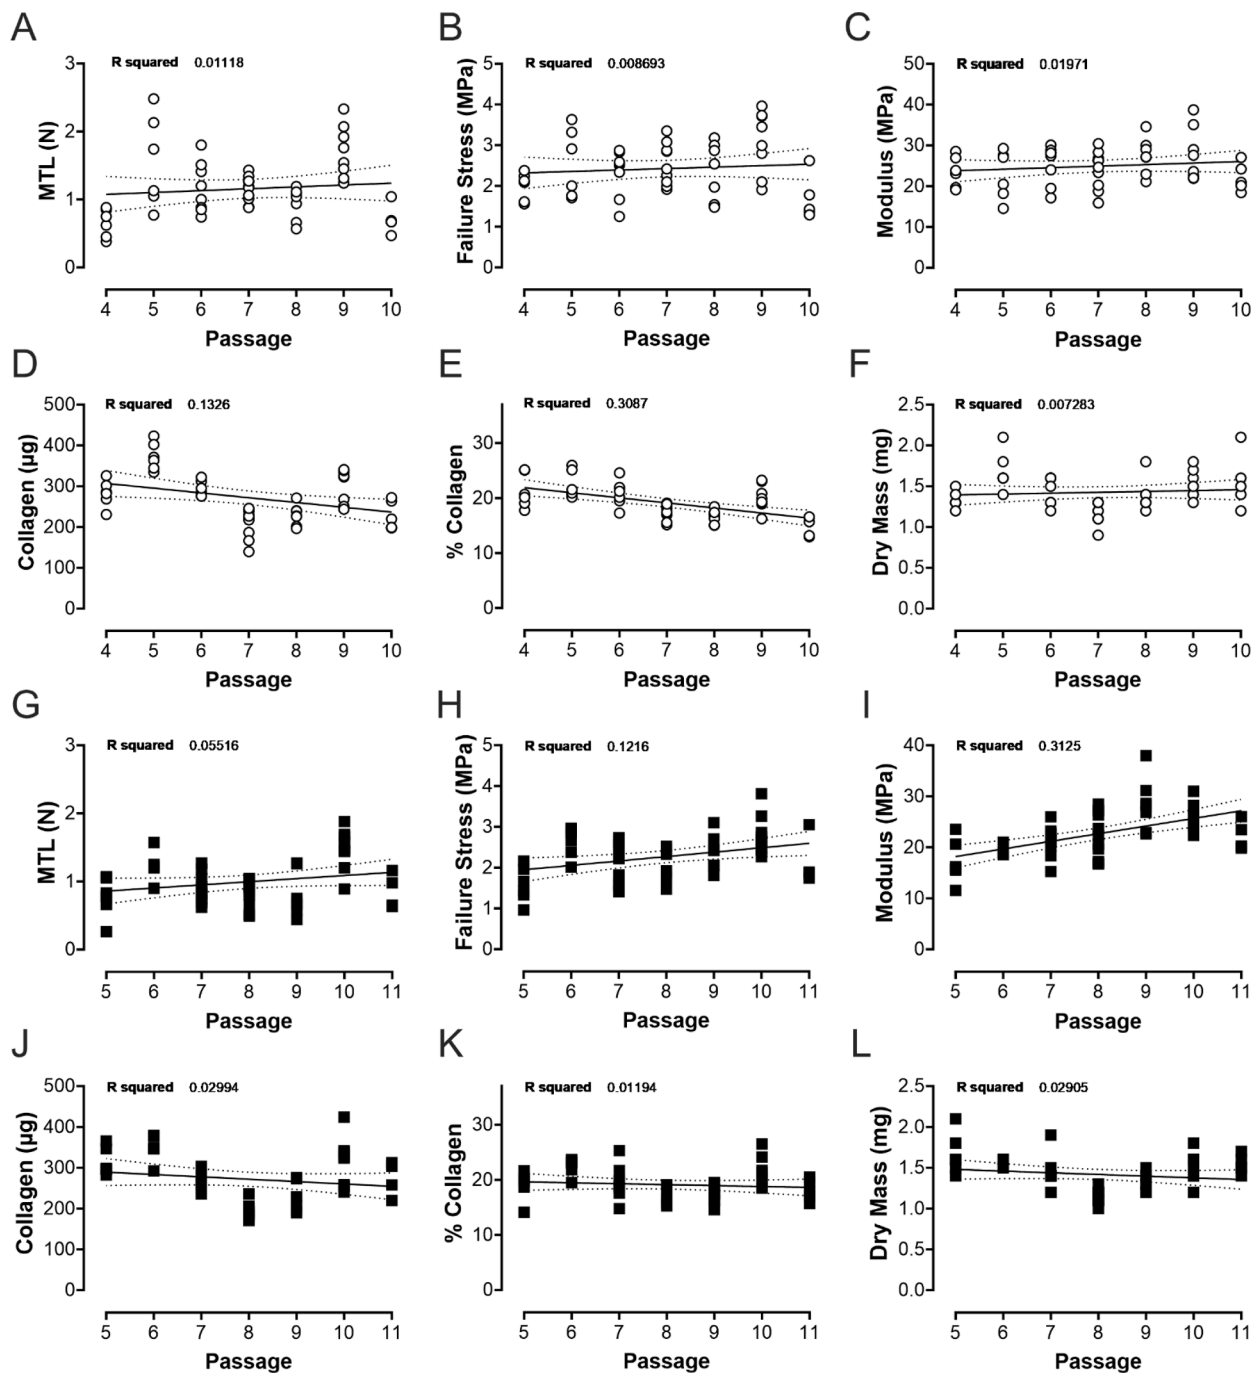 A
B
C
R squared 0.01118
R squared 0.008693
R squared 0.01971
MTL (N)
3
2
1
0
Failure Stress (MPa)
5
4
3
2
1
0
Modulus (MPa)
50
40
30
20
10
0
4 5 6 7 8 9 10
4 5 6 7 8 9 10
4 5 6 7 8 9 10
Passage
Passage
Passage
D
E
F
R squared 0.1326
R squared 0.3087
R squared 0.007283
Collagen (µg)
500
400
300
200
100
0
% Collagen
30
20
10
0
Dry Mass (mg)
2.5
2.0
1.5
1.0
0.5
0.0
4 5 6 7 8 9 10
4 5 6 7 8 9 10
4 5 6 7 8 9 10
Passage
Passage
Passage
G
H
I
R squared 0.05516
R squared 0.1216
R squared 0.3125
MTL (N)
3
2
1
0
Failure Stress (MPa)
5
4
3
2
1
0
Modulus (MPa)
40
30
20
10
0
5 6 7 8 9 10 11
5 6 7 8 9 10 11
5 6 7 8 9 10 11
Passage
Passage
Passage
J
K
L
R squared 0.02994
R squared 0.01194
R squared 0.02905
Collagen (µg)
500
400
300
200
100
0
% Collagen
30
20
10
0
Dry Mass (mg)
2.5
2.0
1.5
1.0
0.5
0.0
5 6 7 8 9 10 11
5 6 7 8 9 10 11
5 6 7 8 9 10 11
Passage
Passage
Passage